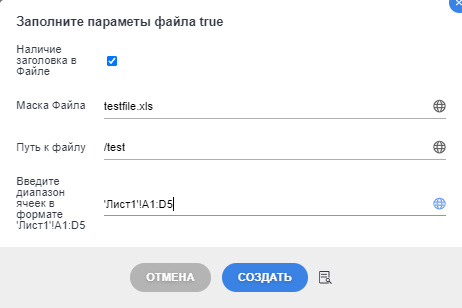 Заполните параметы файла true
Наличие
заголовка в
Файле
Маска Файла
testfile.xls
Путь к файлу
/test
Введите
диапазон
ячеек в
формате
'Лист1'!A1:D5
'Лист1'!A1:D5
ОТМЕНА
СОЗДАТЬ